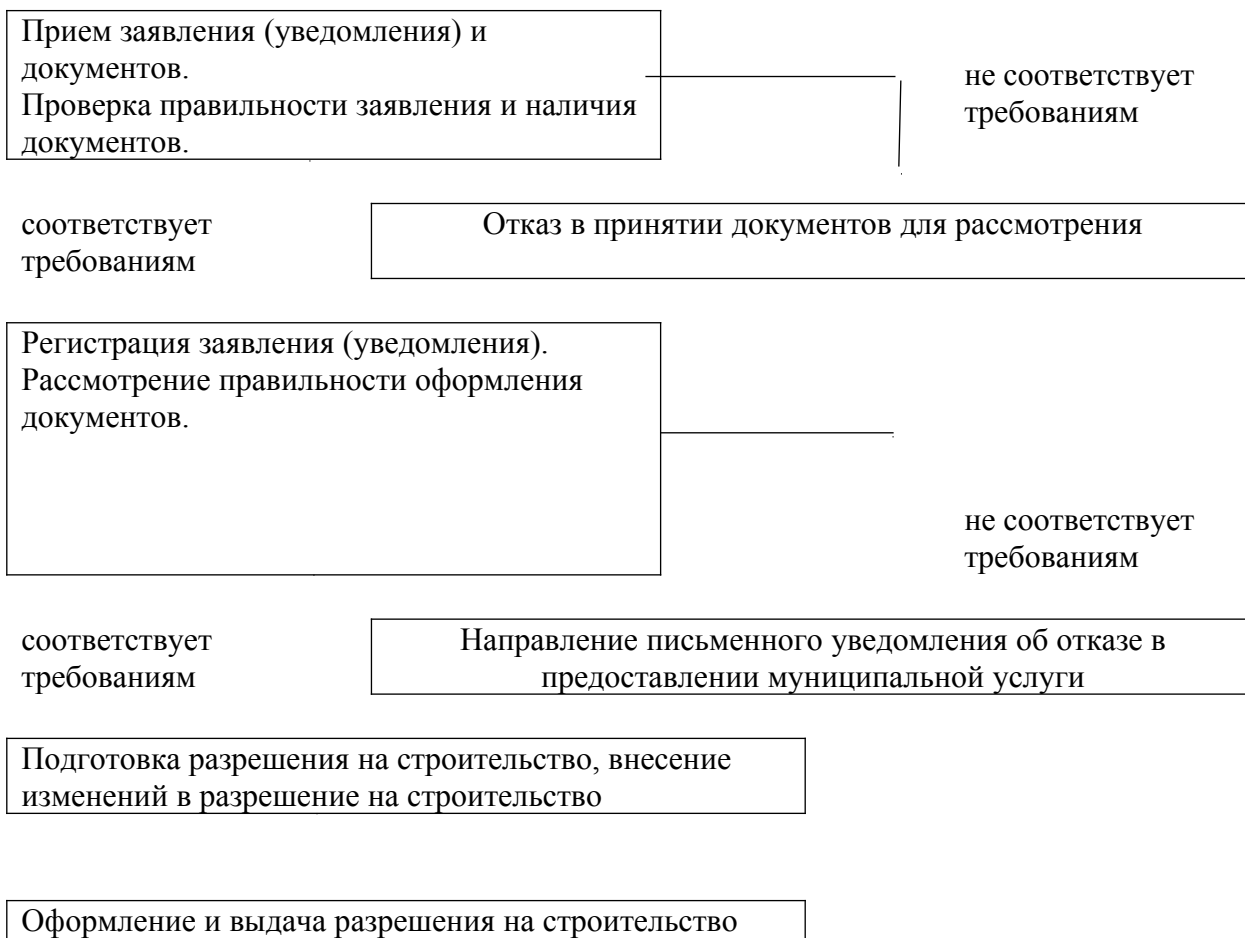 Прием заявления (уведомления) и
документов.
Проверка правильности заявления и наличия
документов.
не соответствует
требованиям
соответствует
требованиям
Отказ в принятии документов для рассмотрения
Регистрация заявления (уведомления).
Рассмотрение правильности оформления
документов.
не соответствует
требованиям
соответствует
требованиям
Направление письменного уведомления об отказе в
предоставлении муниципальной услуги
Подготовка разрешения на строительство, внесение
изменений в разрешение на строительство
Оформление и выдача разрешения на строительство